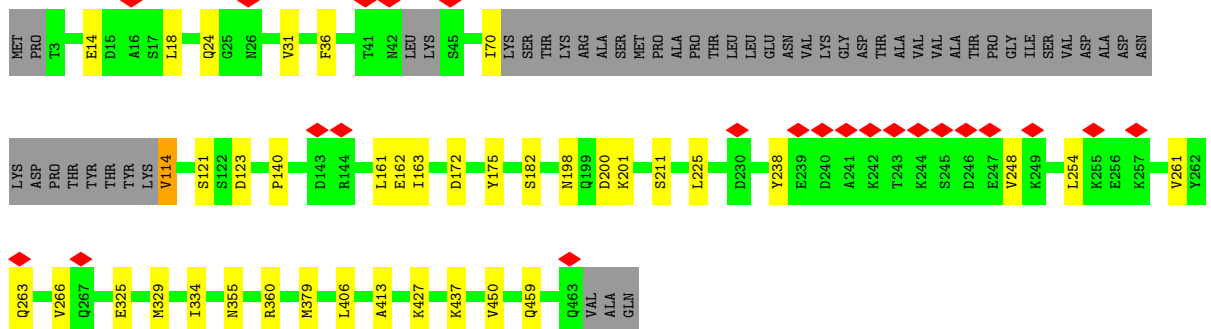 MET PRO T3 E14 D15 A16 S17 L18 Q24 G25 N26 V31 F36 T41 N42 LEU LYS S45 I70 LYS SER THR LYS ARG ALA SER MET PRO ALA PRO THR LEU LEU GLU ASN VAL LYS GLY ASP THR ALA VAL VAL ALA THR PRO GLY ILE SER VAL ASP ALA ASP ASN
LYS ASP PRO THR TYR THR TYR LYS V114 S121 S122 D123 P140 D143 R144 L161 E162 I163 D172 Y175 S182 N198 Q199 D200 K201 S211 L225 D230 Y238 E239 D240 A241 K242 T243 K244 S245 D246 E247 V248 K249 L254 K255 E256 K257 V261 Y262
Q263 V266 Q267 E325 M329 I334 N355 R360 M379 L406 A413 K427 K437 V450 Q459 Q463 VAL ALA GLN